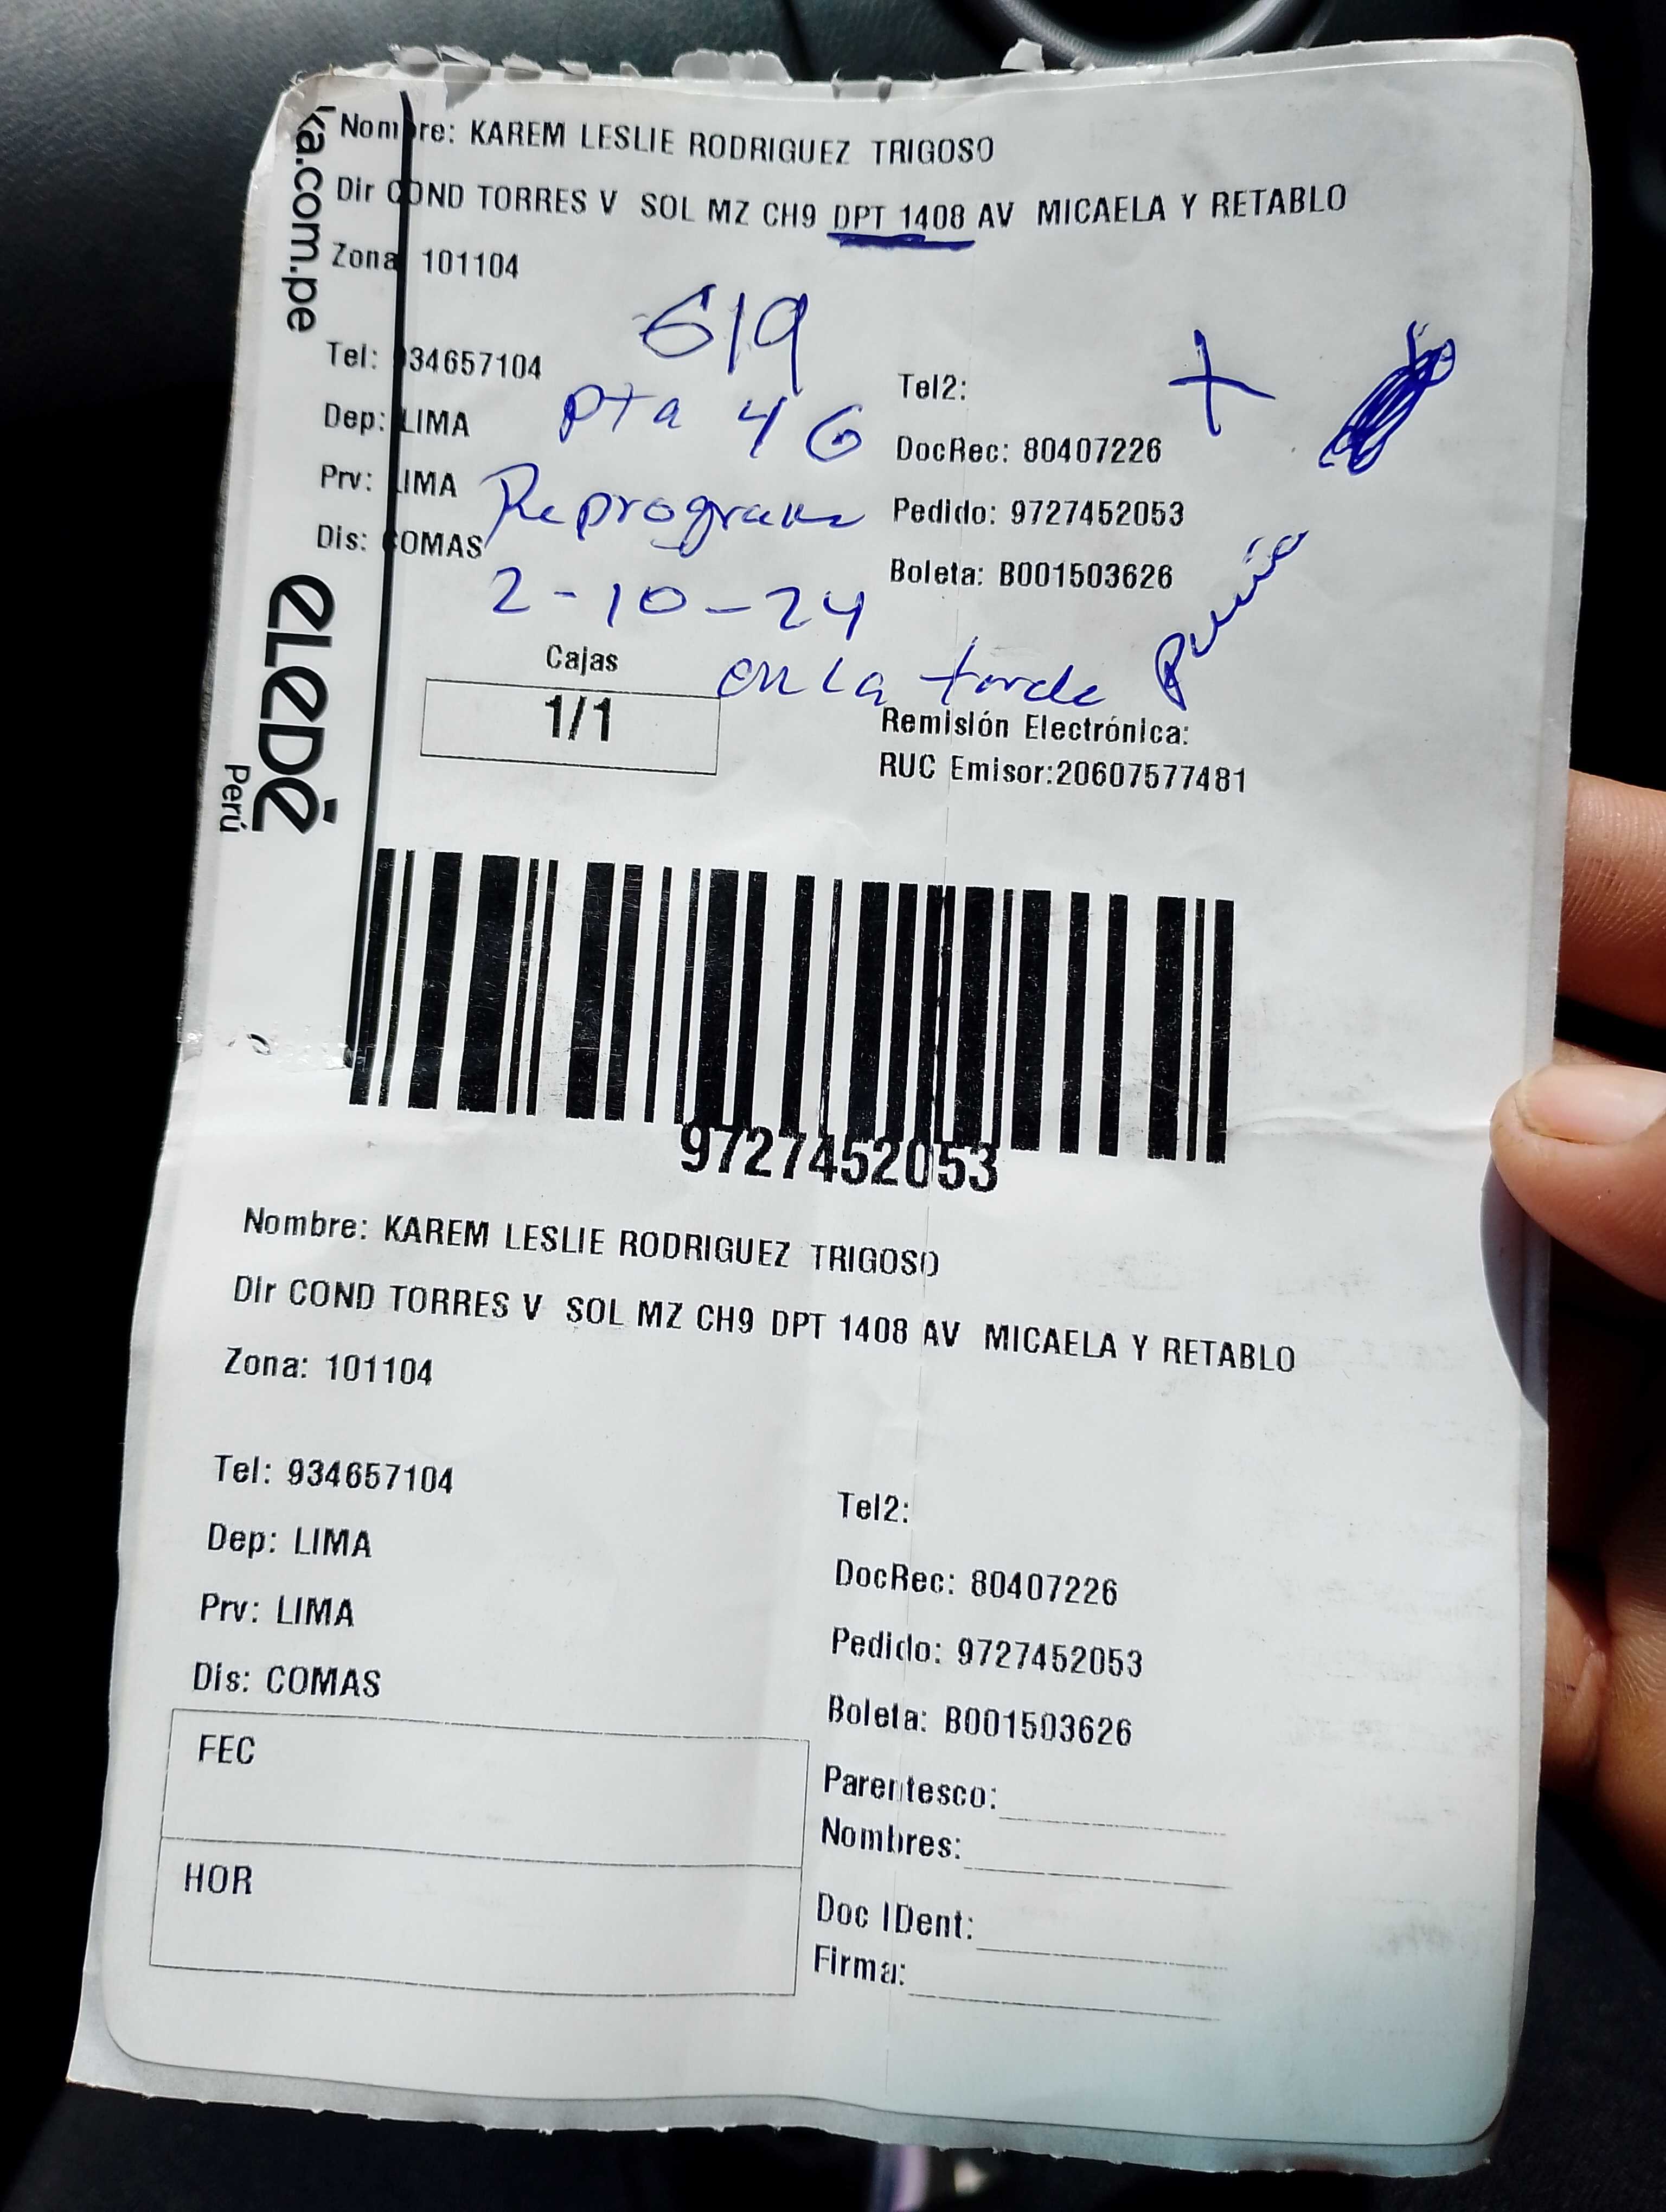 Nombre: KAREM LESLIE RODRIGUEZ TRIGOSO
Dir COND TORRES V SOL MZ CH9 DPT 1408 AV MICAELA Y RETABLO
Zona 101104
619
Tel: 934657104
Tel2:
Dep: LIMA
Pta 4 G
DocRec: 80407226
Prv: LIMA
Reprograma
Pedido: 9727452053
Dis: COMAS
Boleta: B001503626
2-10-24
en la tarde
Cajas
1/1
Remisión Electrónica:
RUC Emisor:20607577481
ka.com.pe
eLeDé
Perú
9727452053
Nombre: KAREM LESLIE RODRIGUEZ TRIGOSO
Dir COND TORRES V SOL MZ CH9 DPT 1408 AV MICAELA Y RETABLO
Zona: 101104
Tel: 934657104
Tel2:
Dep: LIMA
DocRec: 80407226
Prv: LIMA
Pedido: 9727452053
Dis: COMAS
Boleta: B001503626
FEC
HOR
Parentesco:
Nombres:
Doc IDent:
Firma: